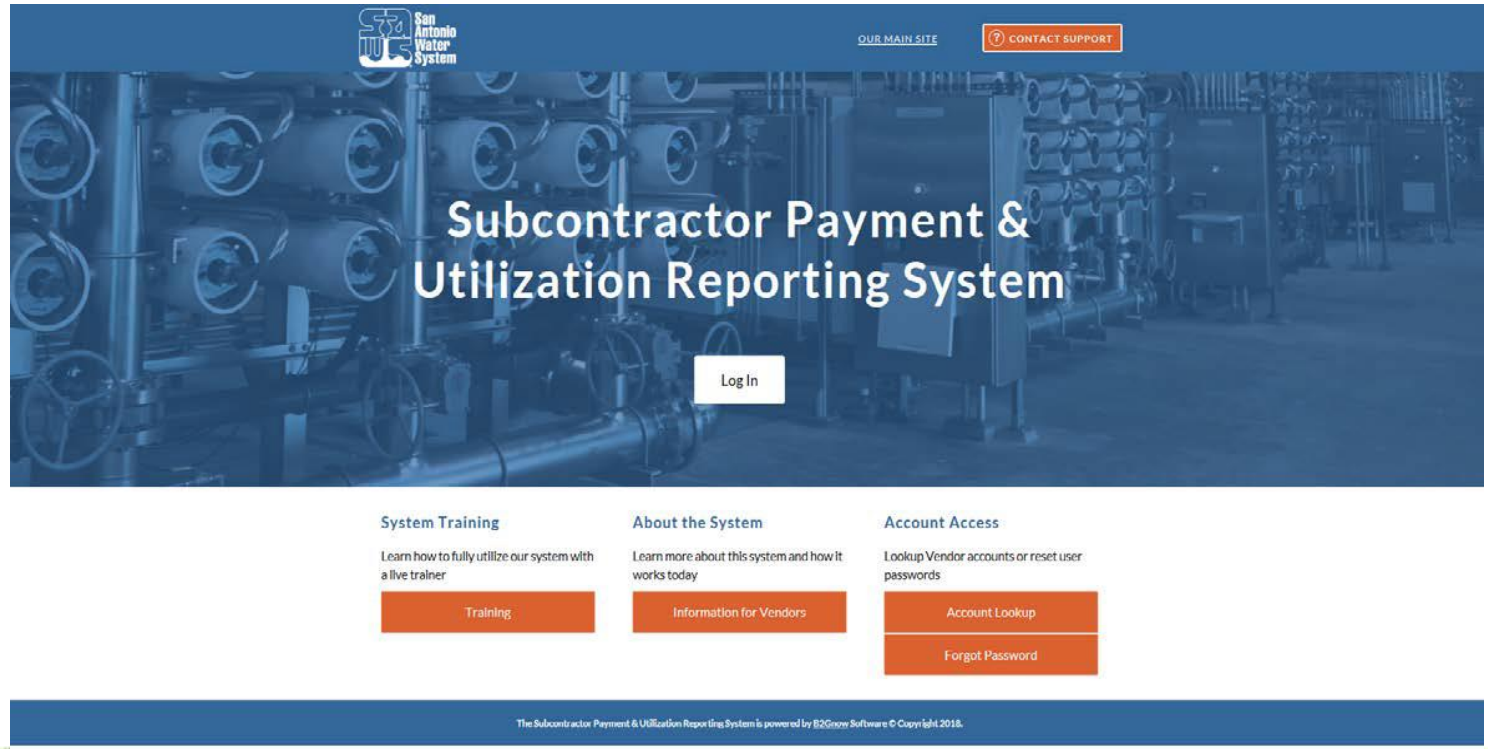 San
Antonio
Water
System
OUR MAIN SITE
? CONTACT SUPPORT
Subcontractor Payment &
Utilization Reporting System
Log In
System Training
Learn how to fully utilize our system with
a live trainer
Training
About the System
Learn more about this system and how it
works today
Information for Vendors
Account Access
Lookup Vendor accounts or reset user
passwords
Account Lookup
Forgot Password
The Subcontractor Payment & Utilization Reporting System is powered by B2Gnow Software © Copyright 2018.